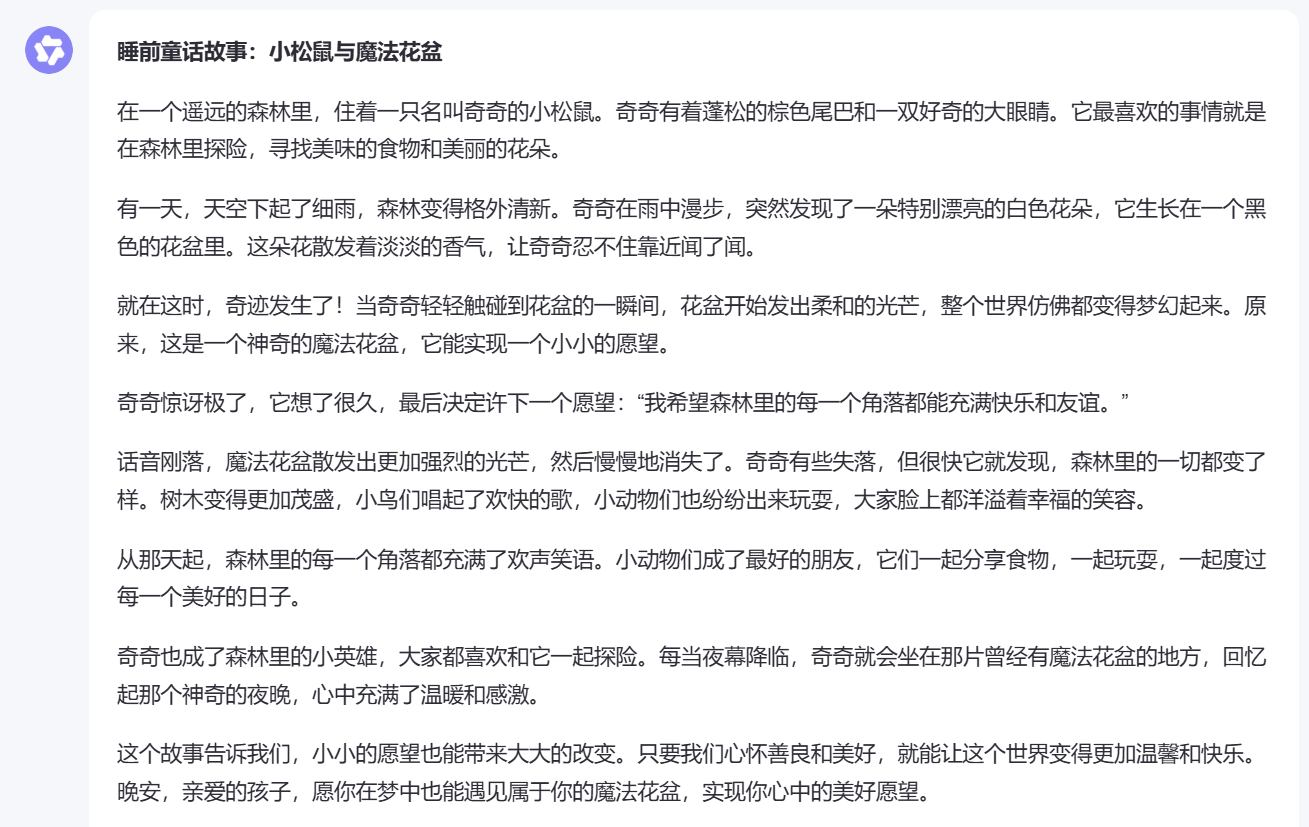 睡前童话故事：小松鼠与魔法花盆
在一个遥远的森林里，住着一只名叫奇奇的小松鼠。奇奇有着蓬松的棕色尾巴和一双好奇的大眼睛。它最喜欢的事情就是
在森林里探险，寻找美味的食物和美丽的花朵。
有一天，天空下起了细雨，森林变得格外清新。奇奇在雨中漫步，突然发现了一朵特别漂亮的白色花朵，它生长在一个黑
色的花盆里。这朵花散发着淡淡的香气，让奇奇忍不住靠近闻了闻。
就在这时，奇迹发生了！当奇奇轻轻触碰到花盆的一瞬间，花盆开始发出柔和的光芒，整个世界仿佛都变得梦幻起来。原
来，这是一个神奇的魔法花盆，它能实现一个小小的愿望。
奇奇惊讶极了，它想了很久，最后决定许下一个愿望：“我希望森林里的每一个角落都能充满快乐和友谊。”
话音刚落，魔法花盆散发出更加强烈的光芒，然后慢慢地消失了。奇奇有些失落，但很快它就发现，森林里的一切都变了
样。树木变得更加茂盛，小鸟们唱起了欢快的歌，小动物们也纷纷出来玩耍，大家脸上都洋溢着幸福的笑容。
从那天起，森林里的每一个角落都充满了欢声笑语。小动物们成了最好的朋友，它们一起分享食物，一起玩耍，一起度过
每一个美好的日子。
奇奇也成了森林里的小英雄，大家都喜欢和它一起探险。每当夜幕降临，奇奇就会坐在那片曾经有魔法花盆的地方，回忆
起那个神奇的夜晚，心中充满了温暖和感激。
这个故事告诉我们，小小的愿望也能带来大大的改变。只要我们心怀善良和美好，就能让这个世界变得更加温馨和快乐。
晚安，亲爱的孩子，愿你在梦中也能遇见属于你的魔法花盆，实现你心中的美好愿望。